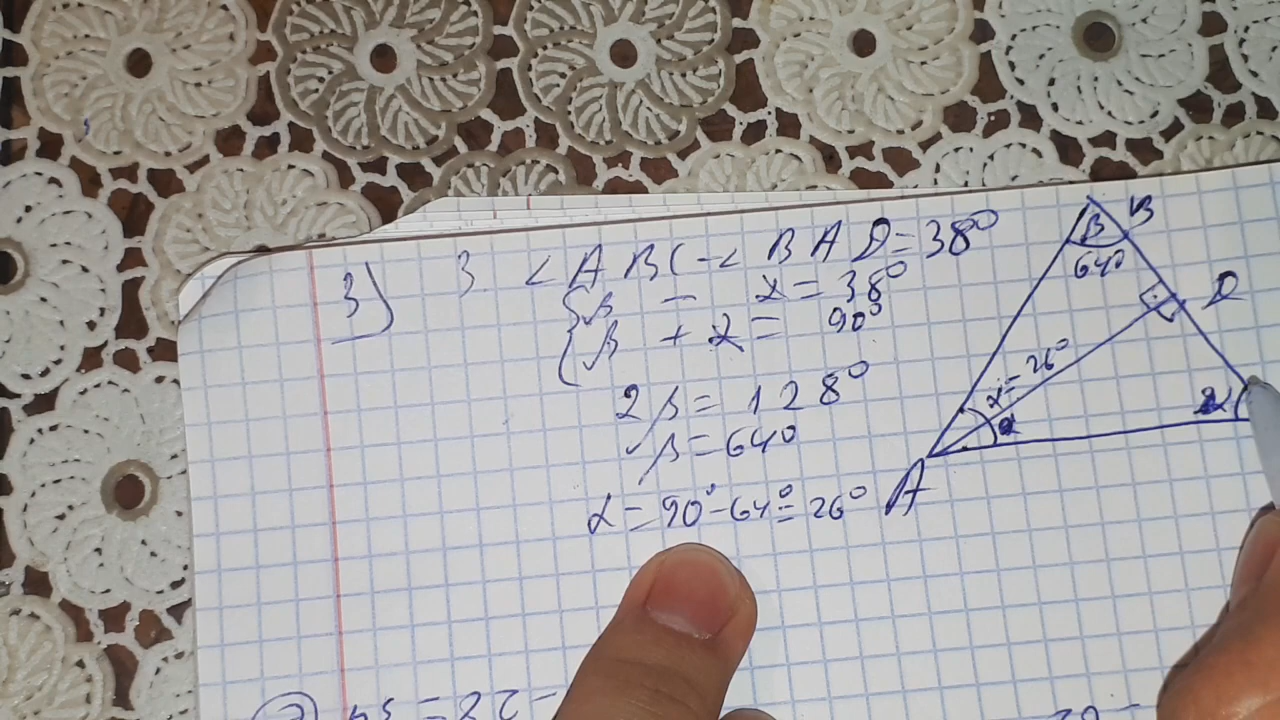 3) 3. <ABC-<BAD=38°
{β - α=38°
β + α= 90°
2β= 128°
β=64°
α=90°-64°=26°
β
B
64°
D
α=26°
α
α
A